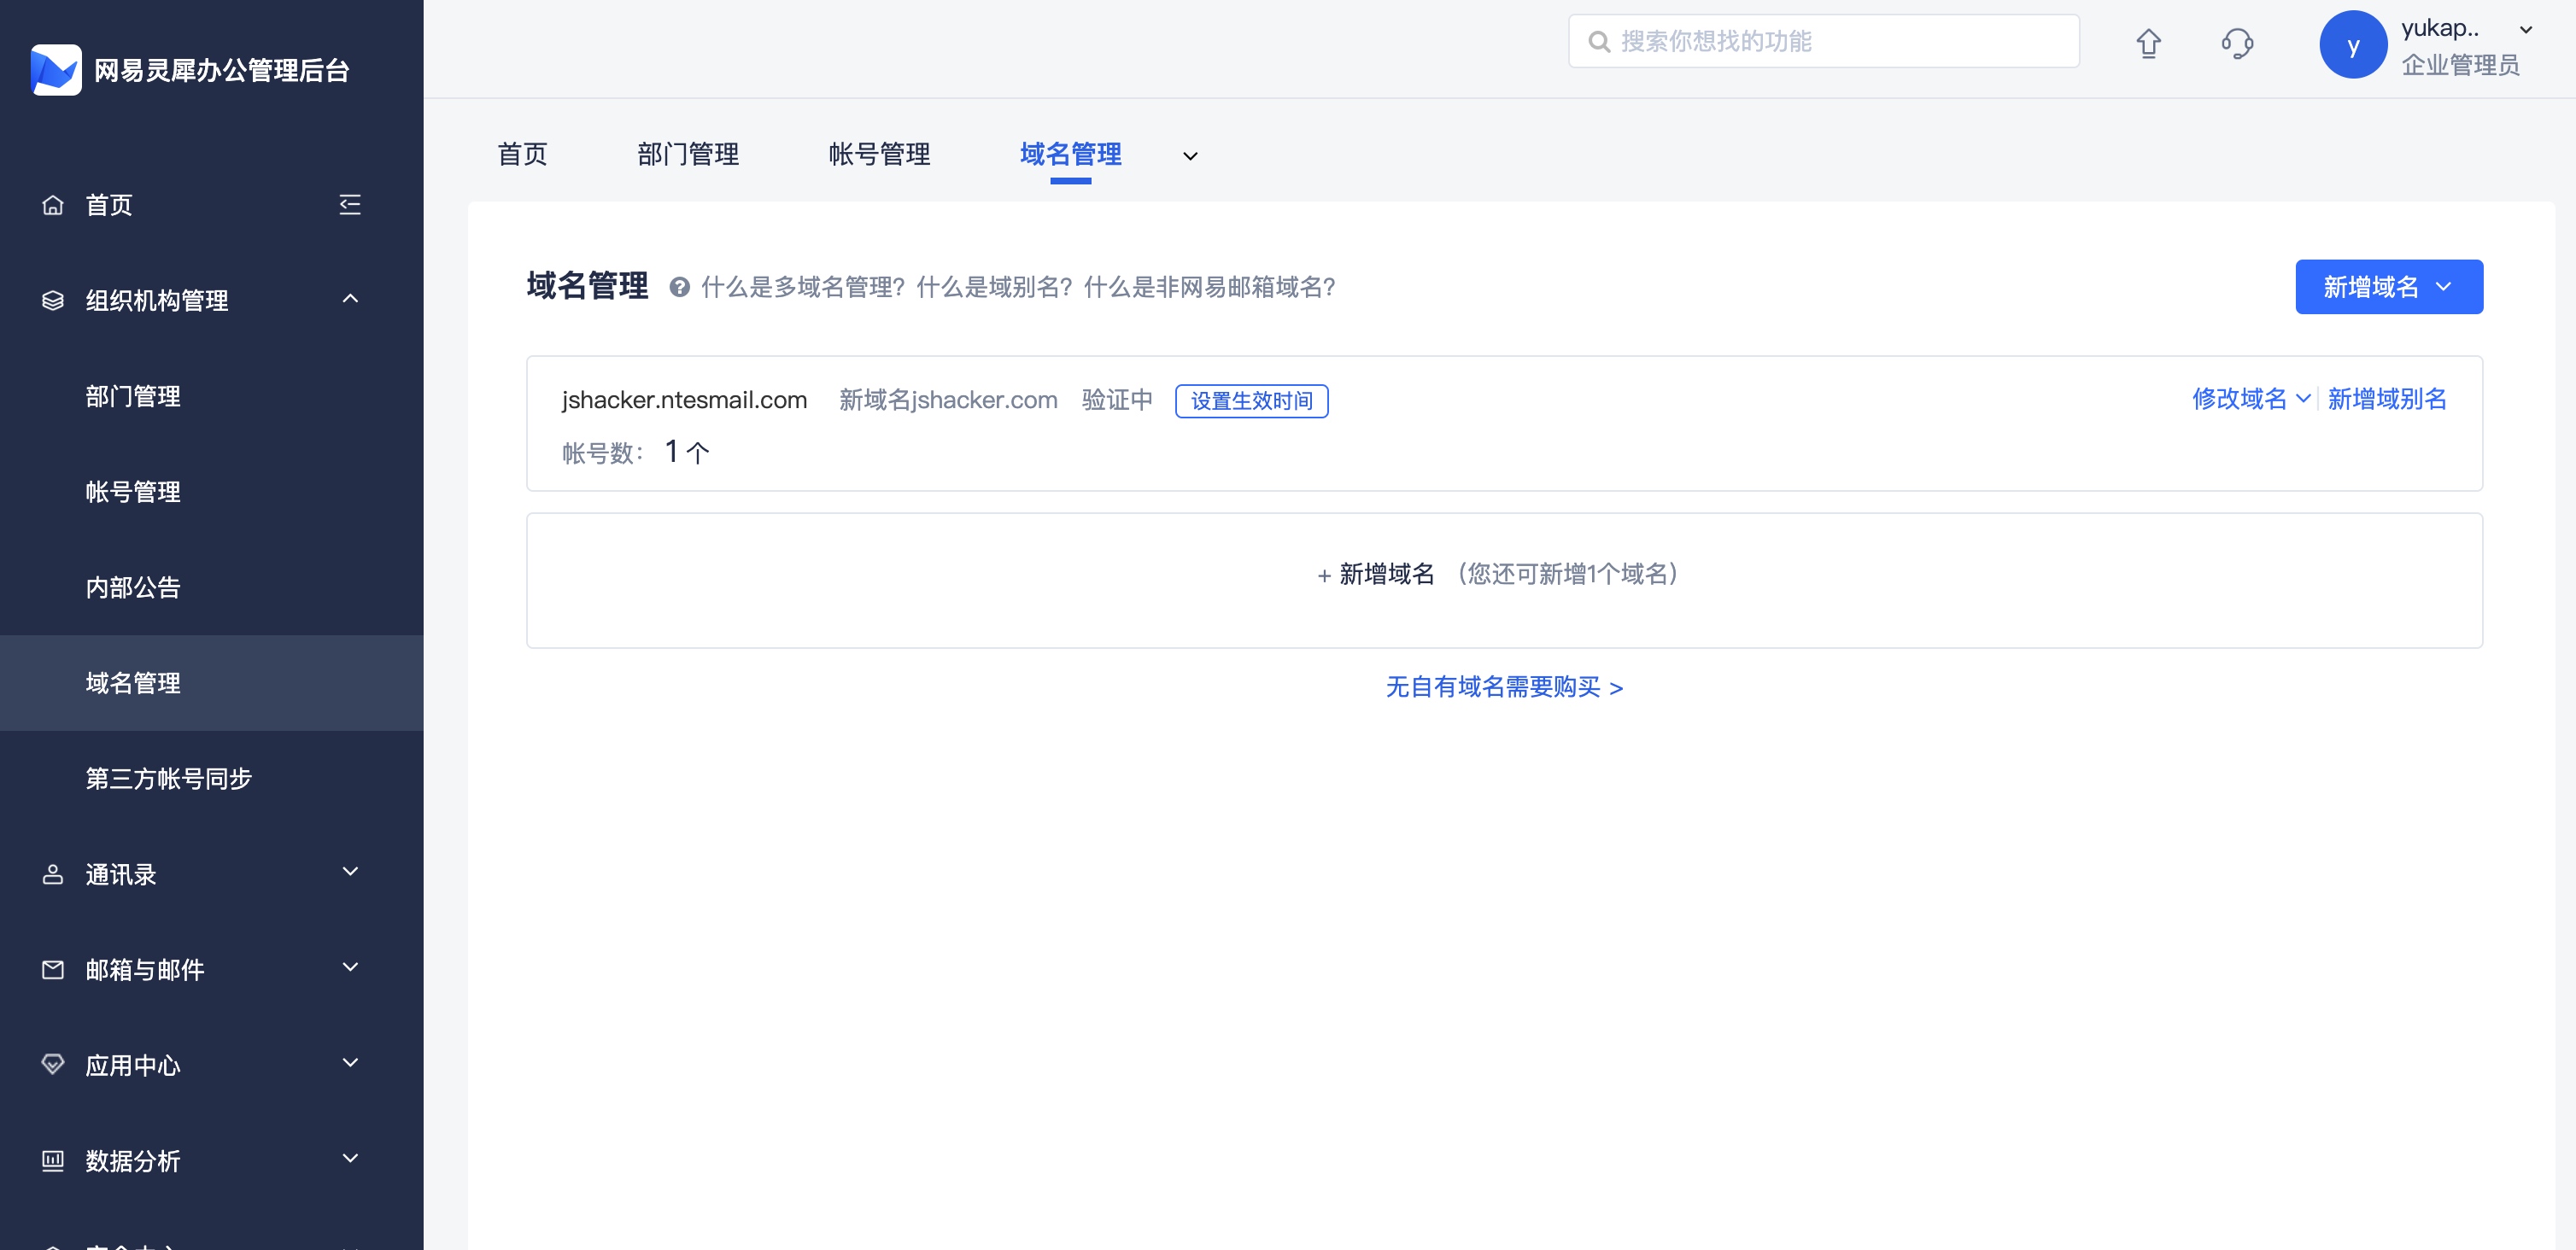 网易灵犀办公管理后台
搜索你想找的功能
y
yukap..
企业管理员
首页
组织机构管理
部门管理
帐号管理
内部公告
域名管理
第三方帐号同步
通讯录
邮箱与邮件
应用中心
数据分析
首页 部门管理 帐号管理 域名管理
域名管理 ? 什么是多域名管理? 什么是域别名? 什么是非网易邮箱域名?
新增域名
jshacker.ntesmail.com 新域名jshacker.com 验证中 设置生效时间
修改域名 新增域别名
帐号数： 1 个
+ 新增域名 （您还可新增1个域名）
无自有域名需要购买 >